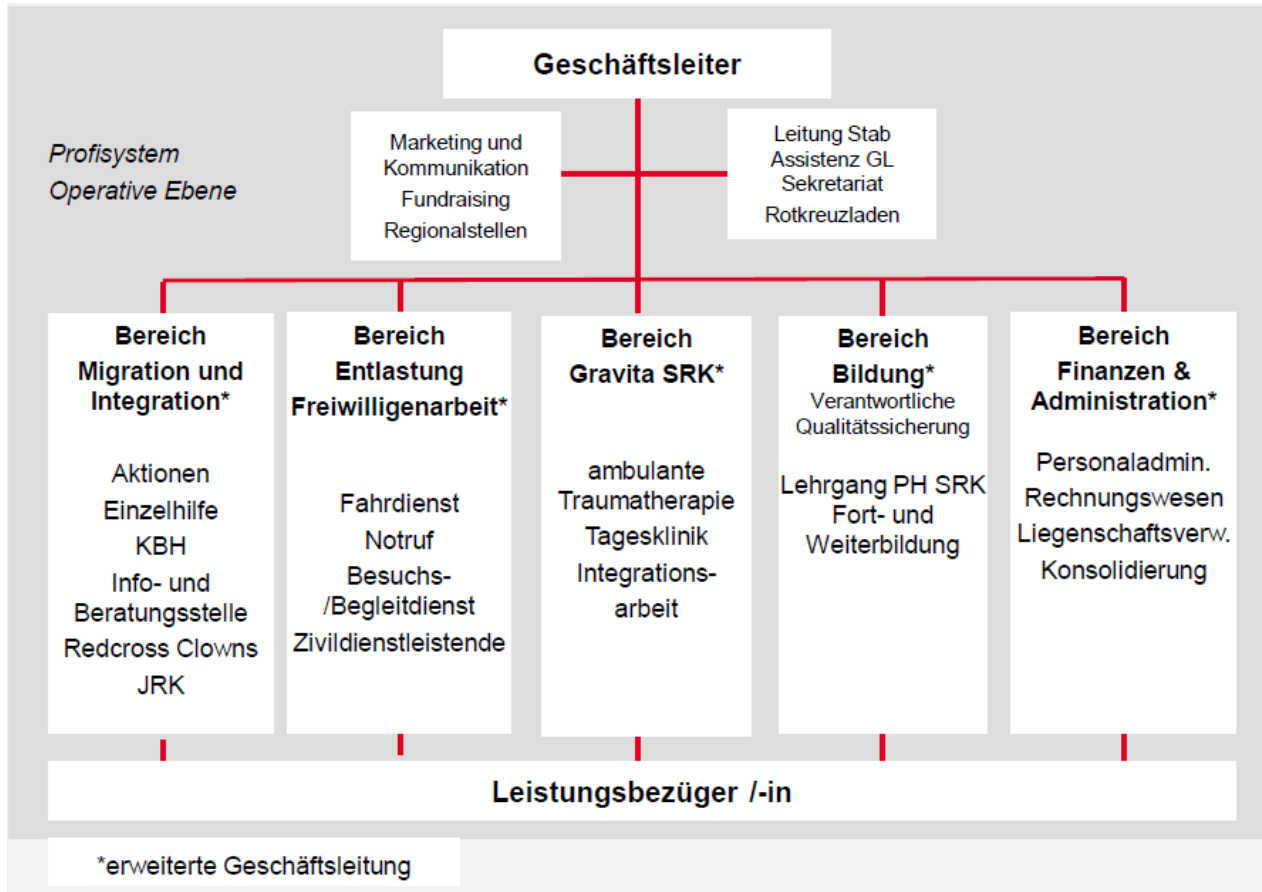 Geschäftsleiter
Profisystem
Operative Ebene
Marketing und
Kommunikation
Fundraising
Regionalstellen
Leitung Stab
Assistenz GL
Sekretariat
Rotkreuzladen
Bereich
Migration und
Integration*
Aktionen
Einzelhilfe
KBH
Info- und
Beratungsstelle
Redcross Clowns
JRK
Bereich
Entlastung
Freiwilligenarbeit*
Fahrdienst
Notruf
Besuchs-
/Begleitdienst
Zivildienstleistende
Bereich
Gravita SRK*
ambulante
Traumatherapie
Tagesklinik
Integrations-
arbeit
Bereich
Bildung*
Verantwortliche
Qualitätssicherung
Lehrgang PH SRK
Fort- und
Weiterbildung
Bereich
Finanzen &
Administration*
Personaladmin.
Rechnungswesen
Liegenschaftsverw.
Konsolidierung
Leistungsbezüger /-in
*erweiterte Geschäftsleitung